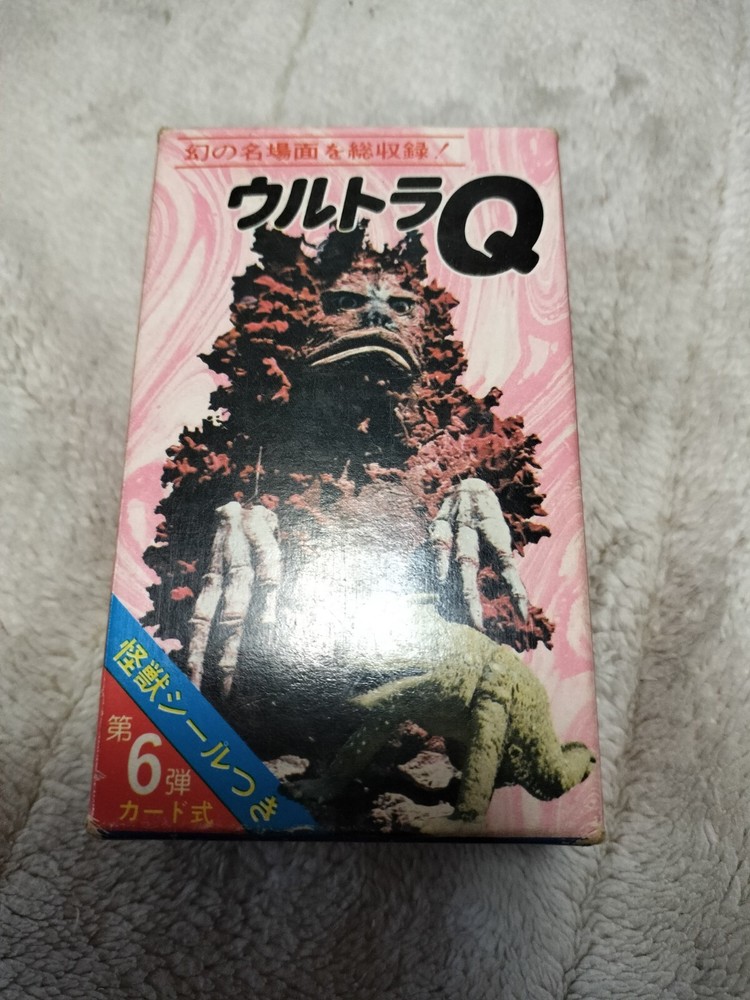 幻の名場面を総収録!
ウルトラQ
怪獣シールつき
第6弾
カード式